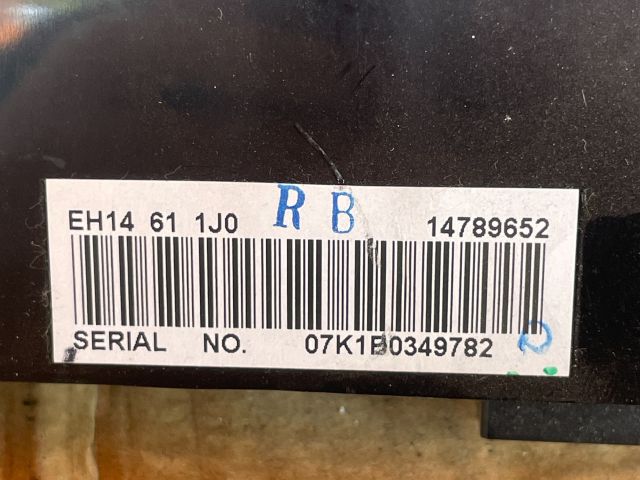 EH14 61 1J0 R B 14789652
SERIAL NO. 07K1B0349782